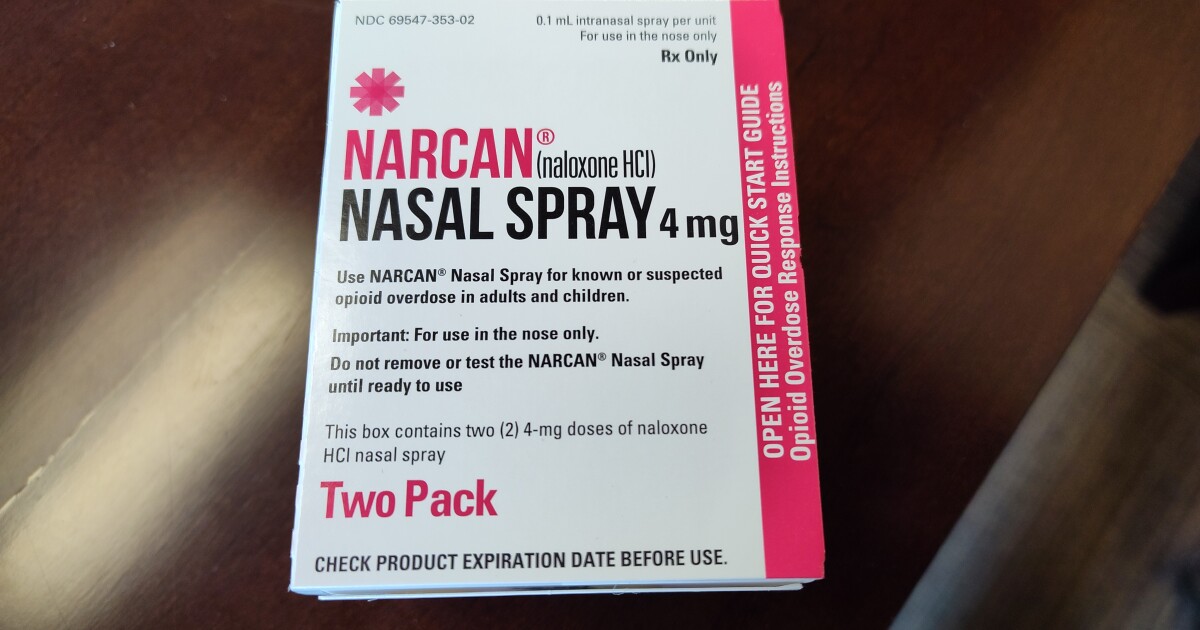 NDC 69547-353-02
0.1 mL intranasal spray per unit
For use in the nose only
Rx Only
NARCAN®
(naloxone HCl)
NASAL SPRAY 4 mg
Use NARCAN® Nasal Spray for known or suspected
opioid overdose in adults and children.
Important: For use in the nose only.
Do not remove or test the NARCAN® Nasal Spray
until ready to use
This box contains two (2) 4-mg doses of naloxone
HCl nasal spray
Two Pack
CHECK PRODUCT EXPIRATION DATE BEFORE USE.
OPEN HERE FOR QUICK START GUIDE
Opioid Overdose Response Instructions